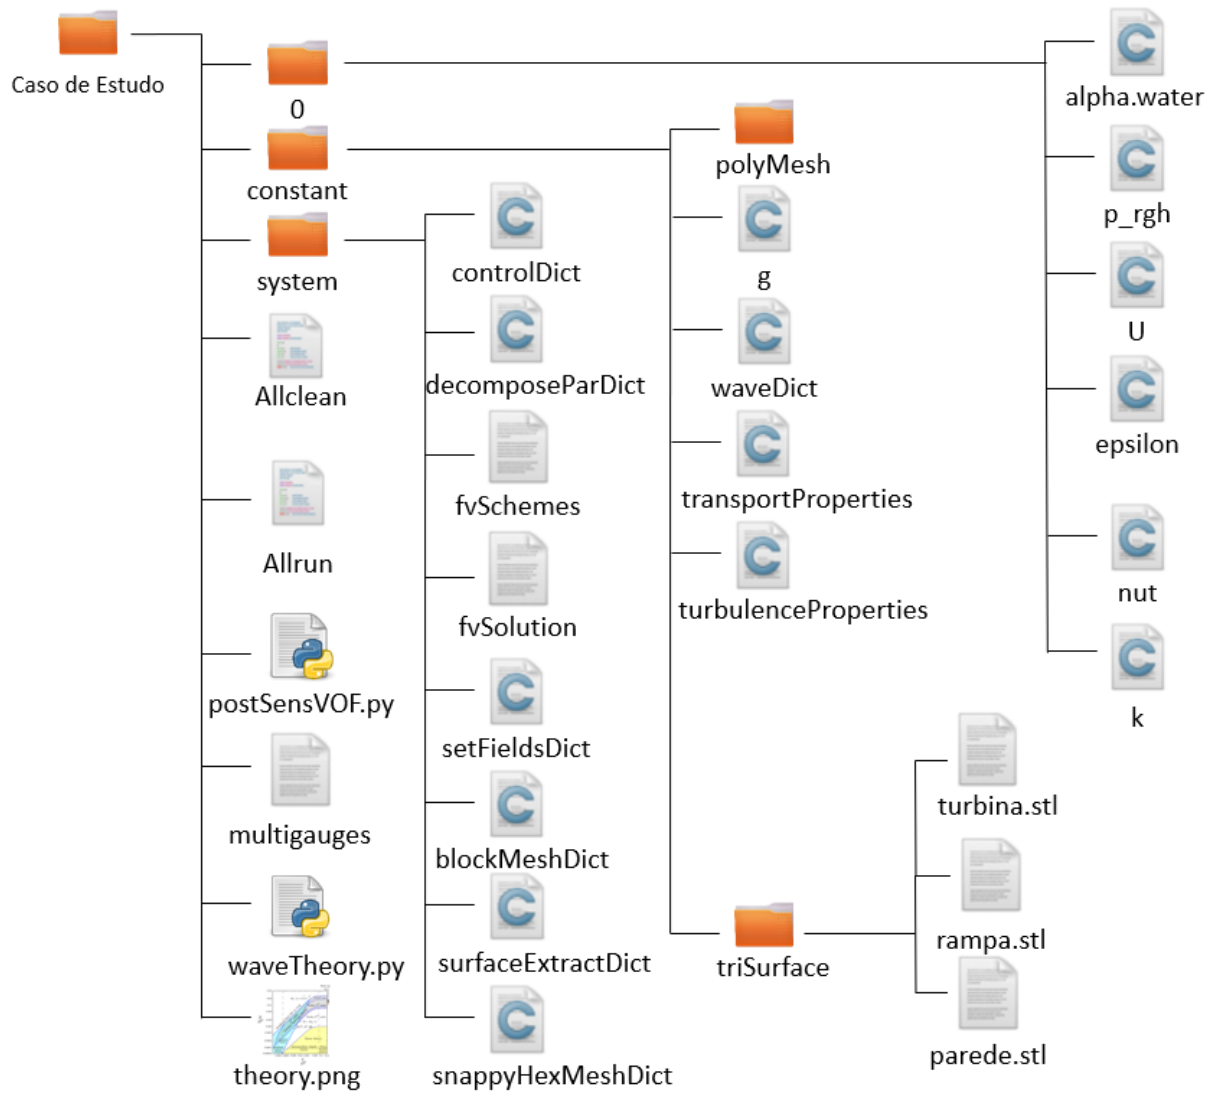 Caso de Estudo
0
constant
system
Allclean
Allrun
postSensVOF.py
multigauges
waveTheory.py
theory.png
controlDict
decomposeParDict
fvSchemes
fvSolution
setFieldsDict
blockMeshDict
surfaceExtractDict
snappyHexMeshDict
polyMesh
g
waveDict
transportProperties
turbulenceProperties
triSurface
turbina.stl
rampa.stl
parede.stl
alpha.water
p_rgh
U
epsilon
nut
k